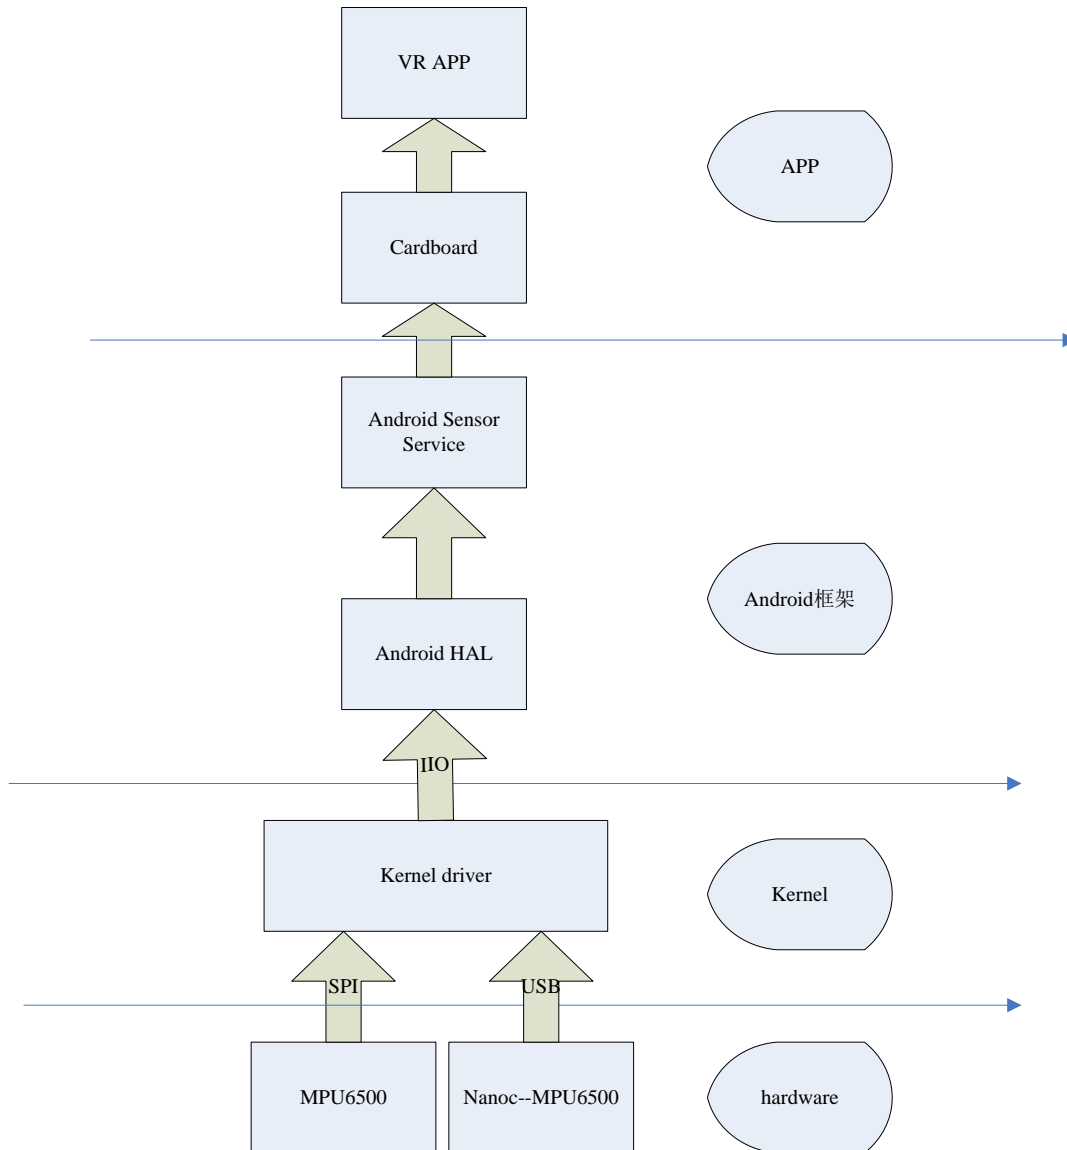 VR APP
APP
Cardboard
Android Sensor
Service
Android框架
Android HAL
IIO
Kernel driver
Kernel
SPI
USB
MPU6500
Nanoc--MPU6500
hardware